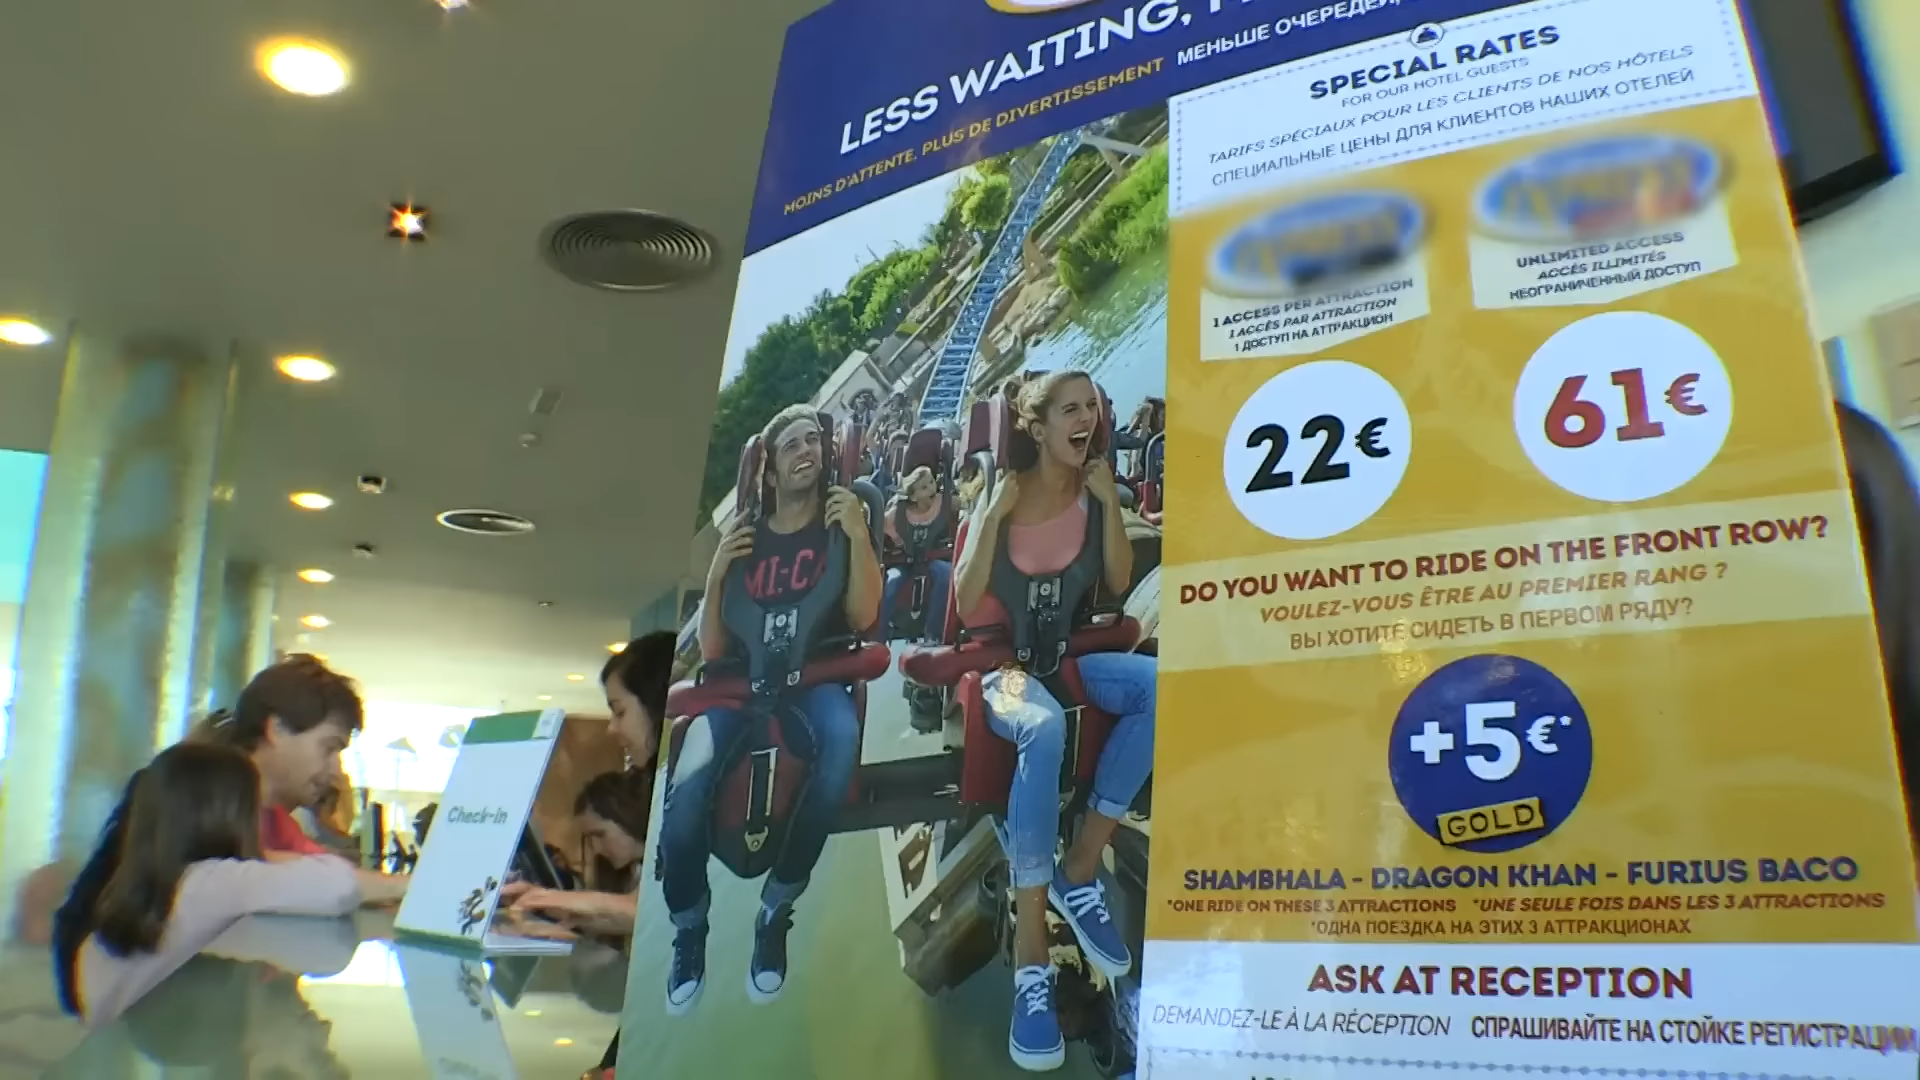 LESS WAITING,
MOINS D'ATTENTE, PLUS DE DIVERTISSEMENT
МЕНЬШЕ ОЧЕРЕДЕЙ,
SPECIAL RATES
FOR OUR HOTEL GUESTS
TARIFS SPÉCIAUX POUR LES CLIENTS DE NOS HÔTELS
СПЕЦИАЛЬНЫЕ ЦЕНЫ ДЛЯ КЛИЕНТОВ НАШИХ ОТЕЛЕЙ
1 ACCESS PER ATTRACTION
1 ACCÈS PAR ATTRACTION
1 ДОСТУП НА АТТРАКЦИОН
22€
UNLIMITED ACCESS
ACCÈS ILLIMITÉS
НЕОГРАНИЧЕННЫЙ ДОСТУП
61€
DO YOU WANT TO RIDE ON THE FRONT ROW?
VOULEZ-VOUS ÊTRE AU PREMIER RANG ?
ВЫ ХОТИТЕ СИДЕТЬ В ПЕРВОМ РЯДУ?
+5€*
GOLD
SHAMBHALA - DRAGON KHAN - FURIUS BACO
*ONE RIDE ON THESE 3 ATTRACTIONS *UNE SEULE FOIS DANS LES 3 ATTRACTIONS
*ОДНА ПОЕЗДКА НА ЭТИХ 3 АТТРАКЦИОНАХ
ASK AT RECEPTION
DEMANDEZ-LE À LA RÉCEPTION СПРАШИВАЙТЕ НА СТОЙКЕ РЕГИСТРАЦИИ
Check-in